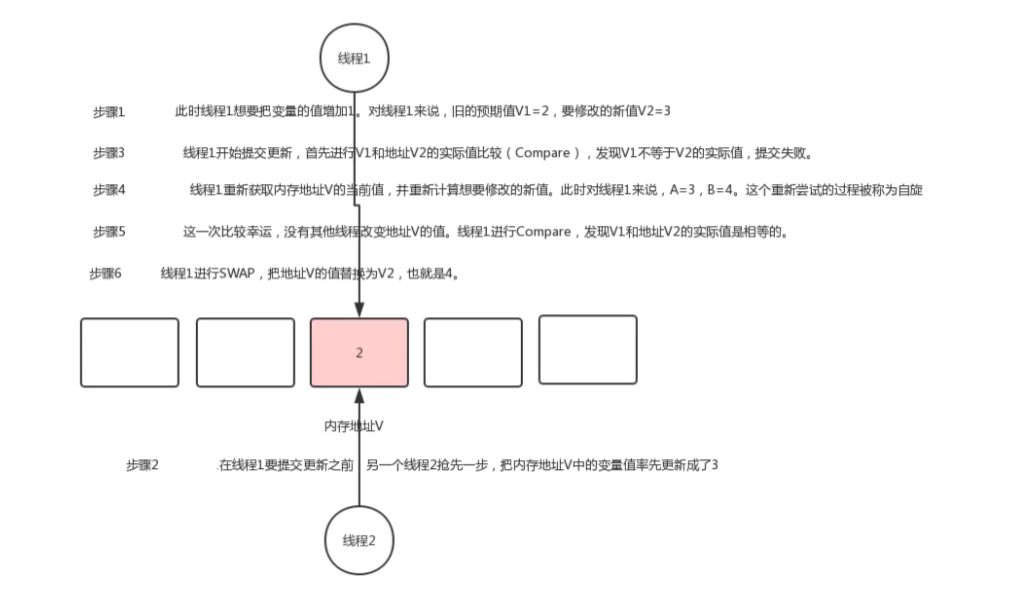 线程1
步骤1 此时线程1想要把变量的值增加1。对线程1来说，旧的预期值V1=2，要修改的新值V2=3
步骤3 线程1开始提交更新，首先进行V1和地址V2的实际值比较（Compare），发现V1不等于V2的实际值，提交失败。
步骤4 线程1重新获取内存地址V的当前值，并重新计算想要修改的新值。此时对线程1来说，A=3，B=4。这个重新尝试的过程被称为自旋
步骤5 这一次比较幸运，没有其他线程改变地址V的值。线程1进行Compare，发现V1和地址V2的实际值是相等的。
步骤6 线程1进行SWAP，把地址V的值替换为V2，也就是4。
2
内存地址V
步骤2 .在线程1要提交更新之前 另一个线程2抢先一步，把内存地址V中的变量值率先更新成了3
线程2